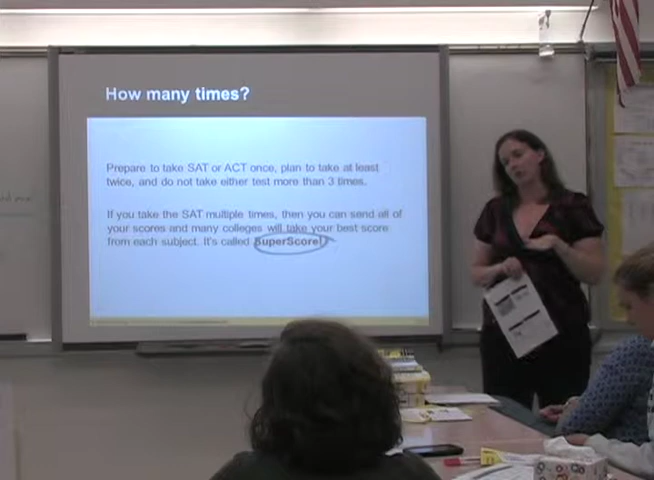 How many times?
Prepare to take SAT or ACT once, plan to take at least
twice, and do not take either test more than 3 times.
If you take the SAT multiple times, then you can send all of
your scores and many colleges will take your best score
from each subject. It's called SuperScore!